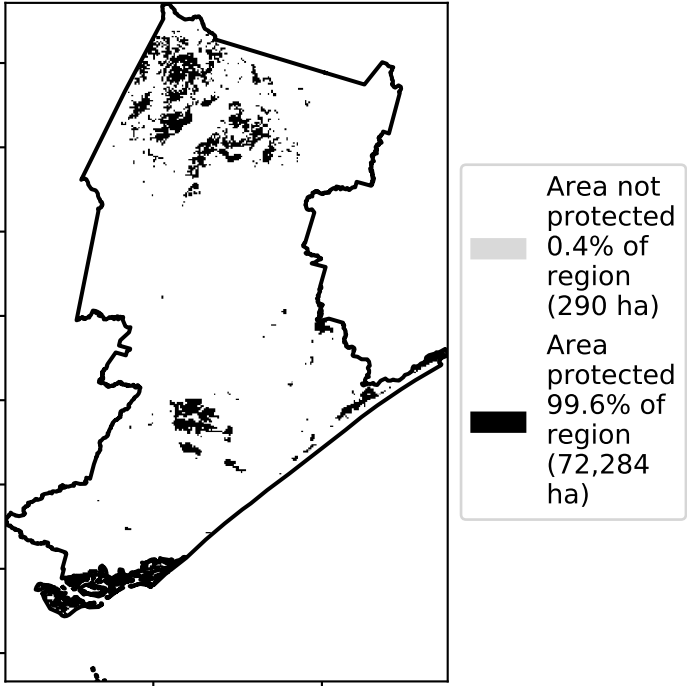 Area not
protected
0.4% of
region
(290 ha)
Area
protected
99.6% of
region
(72,284
ha)